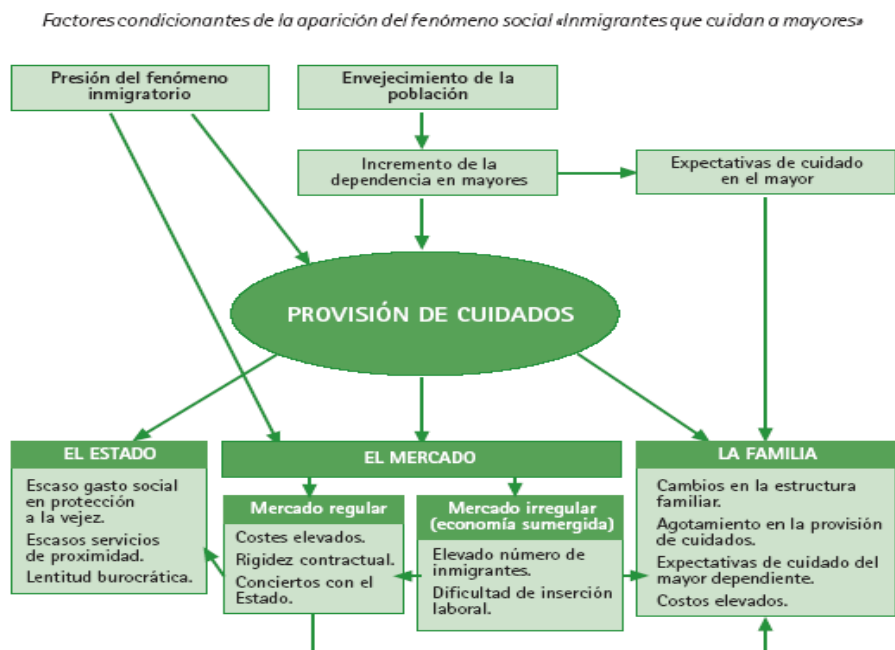 Factores condicionantes de la aparición del fenómeno social «Inmigrantes que cuidan a mayores»
Presión del fenómeno
inmigratorio
Envejecimiento de la
población
Incremento de la
dependencia en mayores
Expectativas de cuidado
en el mayor
PROVISIÓN DE CUIDADOS
EL ESTADO
Escaso gasto social
en protección
a la vejez.
Escasos servicios
de proximidad.
Lentitud burocrática.
EL MERCADO
Mercado regular
Costes elevados.
Rigidez contractual.
Conciertos con el
Estado.
Mercado irregular
(economía sumergida)
Elevado número de
inmigrantes.
Dificultad de inserción
laboral.
LA FAMILIA
Cambios en la estructura
familiar.
Agotamiento en la provisión
de cuidados.
Expectativas de cuidado del
mayor dependiente.
Costos elevados.